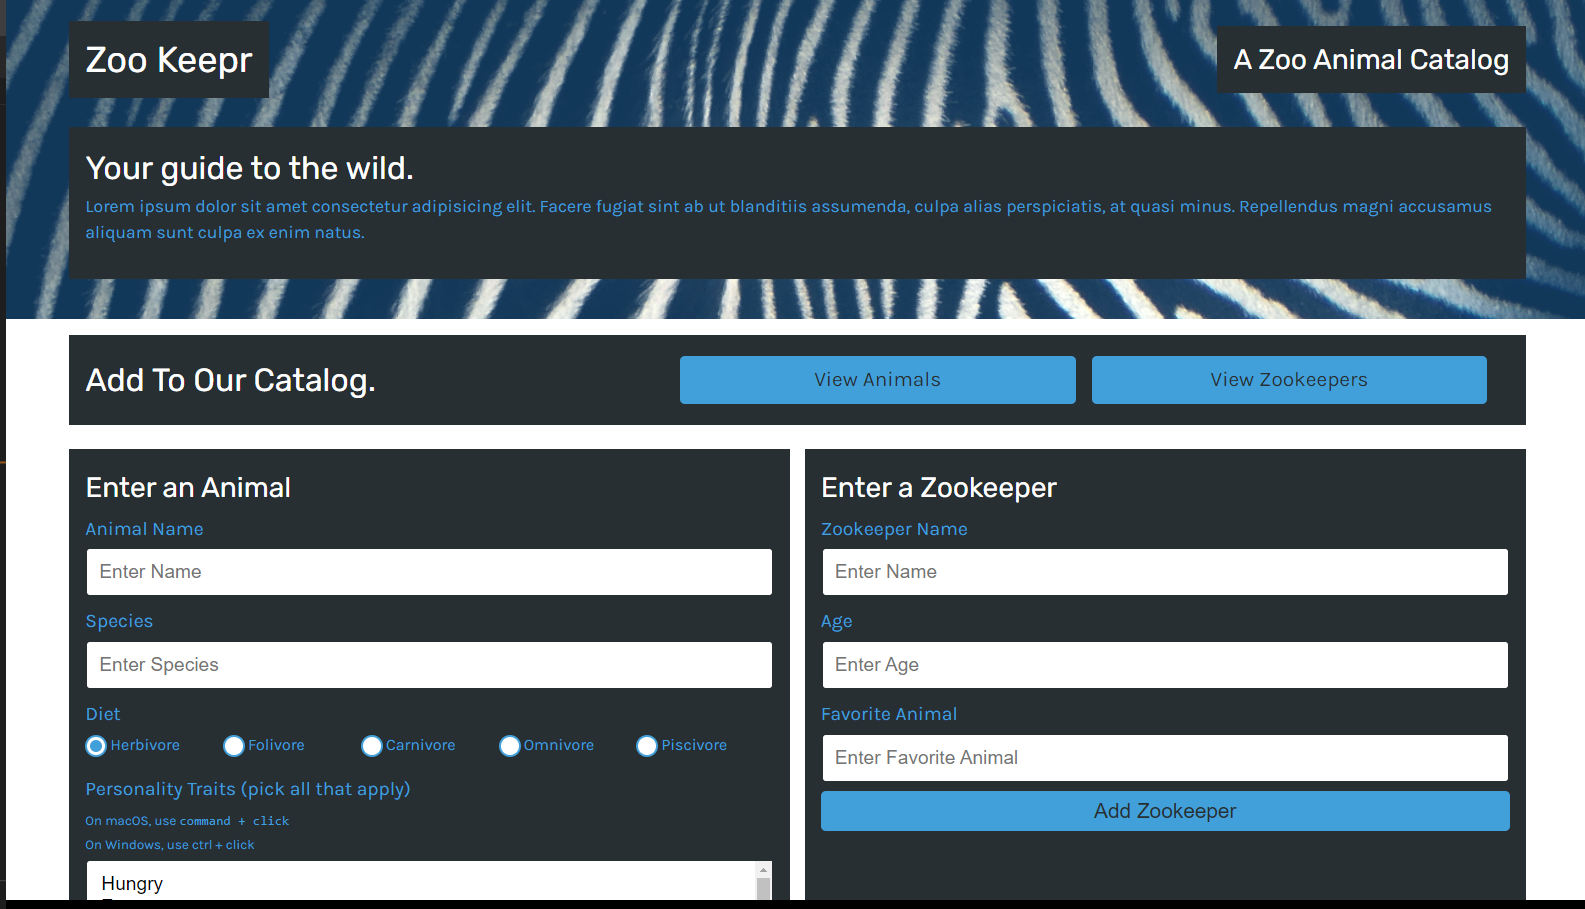 Zoo Keepr
A Zoo Animal Catalog
Your guide to the wild.
Lorem ipsum dolor sit amet consectetur adipisicing elit. Facere fugiat sint ab ut blanditiis assumenda, culpa alias perspiciatis, at quasi minus. Repellendus magni accusamus
aliquam sunt culpa ex enim natus.
Add To Our Catalog.
View Animals
View Zookeepers
Enter an Animal
Animal Name
Enter Name
Species
Enter Species
Diet
Herbivore Folivore Carnivore Omnivore Piscivore
Personality Traits (pick all that apply)
On macOS, use command + click
On Windows, use ctrl + click
Hungry
Enter a Zookeeper
Zookeeper Name
Enter Name
Age
Enter Age
Favorite Animal
Enter Favorite Animal
Add Zookeeper